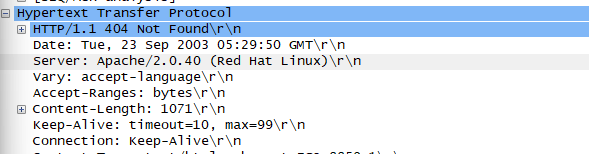 Hypertext Transfer Protocol
HTTP/1.1 404 Not Found\r\n
Date: Tue, 23 Sep 2003 05:29:50 GMT\r\n
Server: Apache/2.0.40 (Red Hat Linux)\r\n
Vary: accept-language\r\n
Accept-Ranges: bytes\r\n
Content-Length: 1071\r\n
Keep-Alive: timeout=10, max=99\r\n
Connection: Keep-Alive\r\n